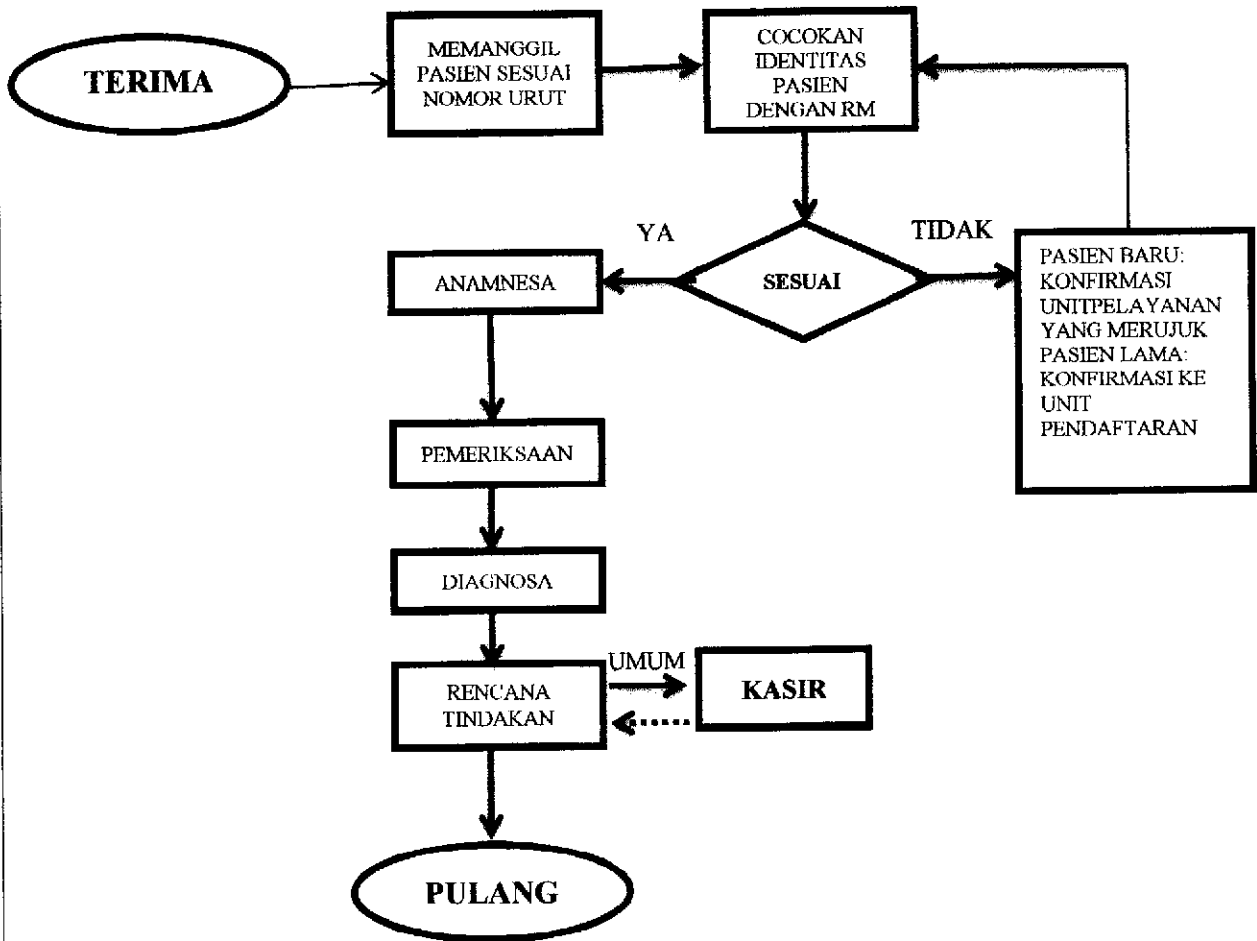 TERIMA
MEMANGGIL
PASIEN SESUAI
NOMOR URUT
COCOKAN
IDENTITAS
PASIEN
DENGAN RM
SESUAI
YA
TIDAK
PASIEN BARU:
KONFIRMASI
UNITPELAYANAN
YANG MERUJUK
PASIEN LAMA:
KONFIRMASI KE
UNIT
PENDAFTARAN
ANAMNESA
PEMERIKSAAN
DIAGNOSA
RENCANA
TINDAKAN
UMUM
KASIR
PULANG